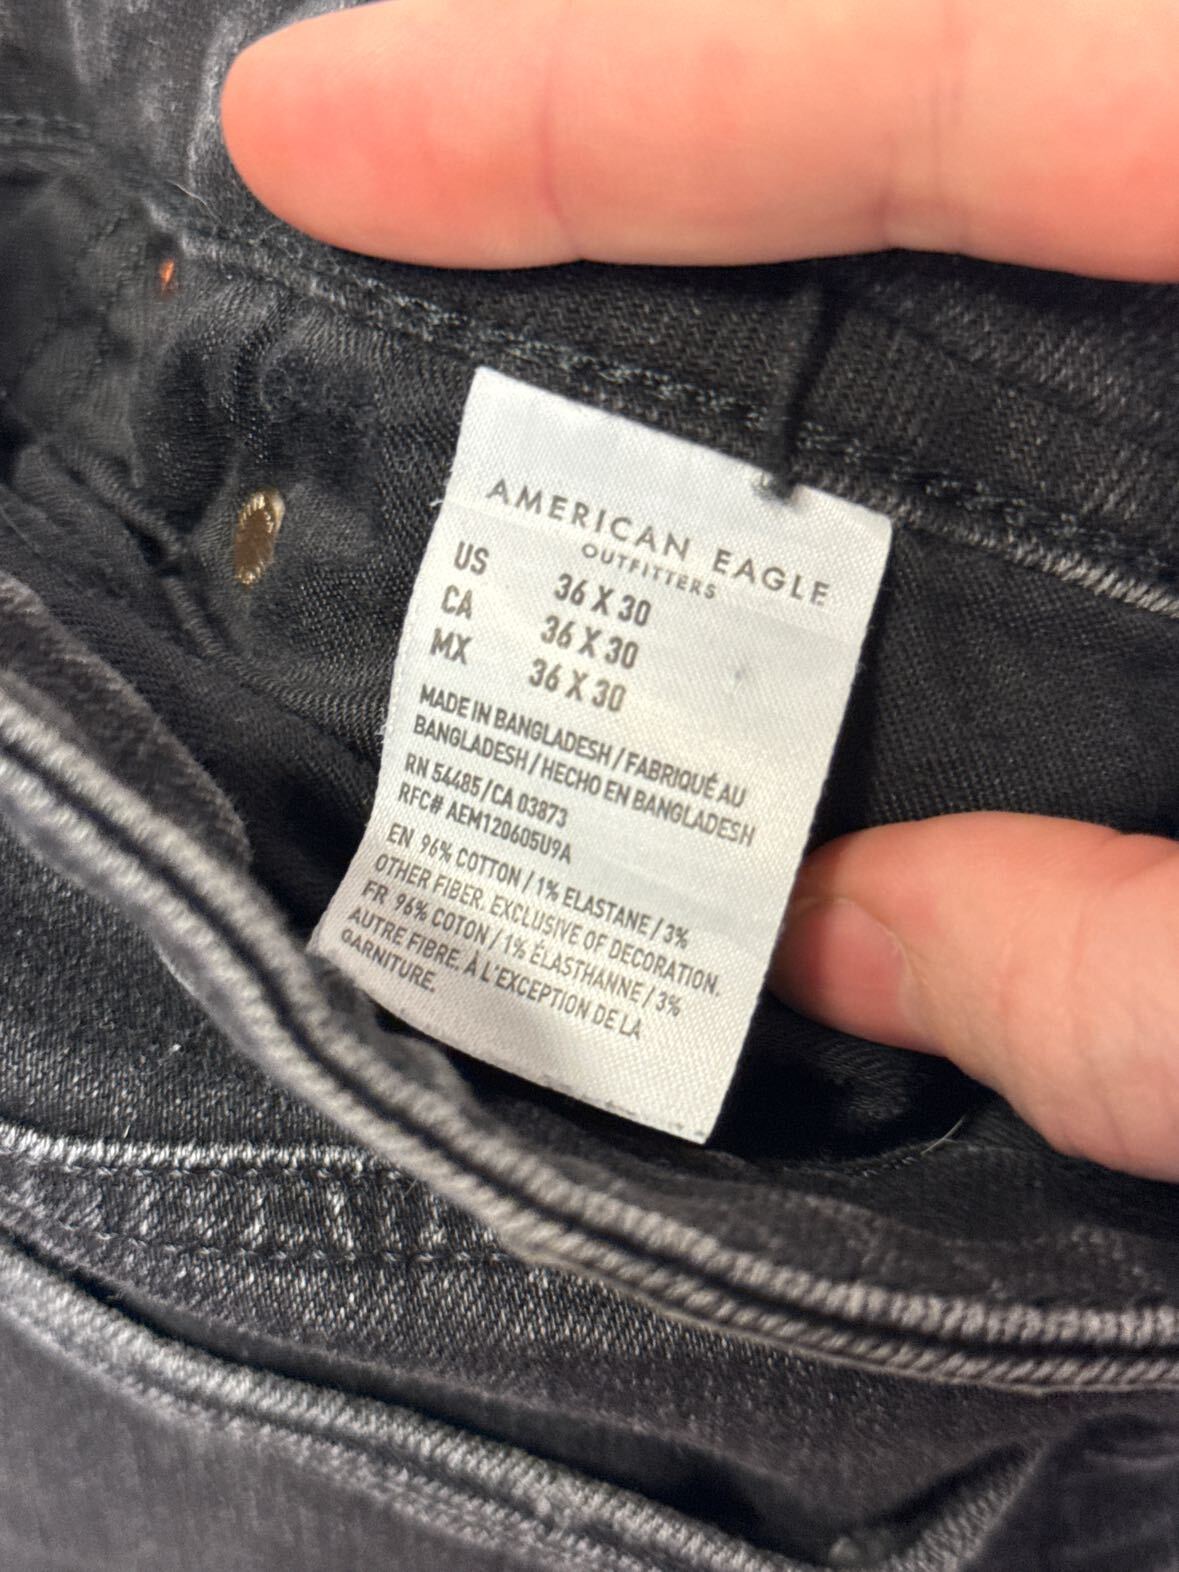 AMERICAN EAGLE
OUTFITTERS
US 36 X 30
CA 36 X 30
MX 36 X 30
MADE IN BANGLADESH / FABRIQUÉ AU
BANGLADESH / HECHO EN BANGLADESH
RN 54485 / CA 03873
RFC# AEM120605U9A
EN 96% COTTON / 1% ELASTANE / 3%
OTHER FIBER. EXCLUSIVE OF DECORATION.
FR 96% COTON / 1% ÉLASTHANNE / 3%
AUTRE FIBRE. À L'EXCEPTION DE LA
GARNITURE.